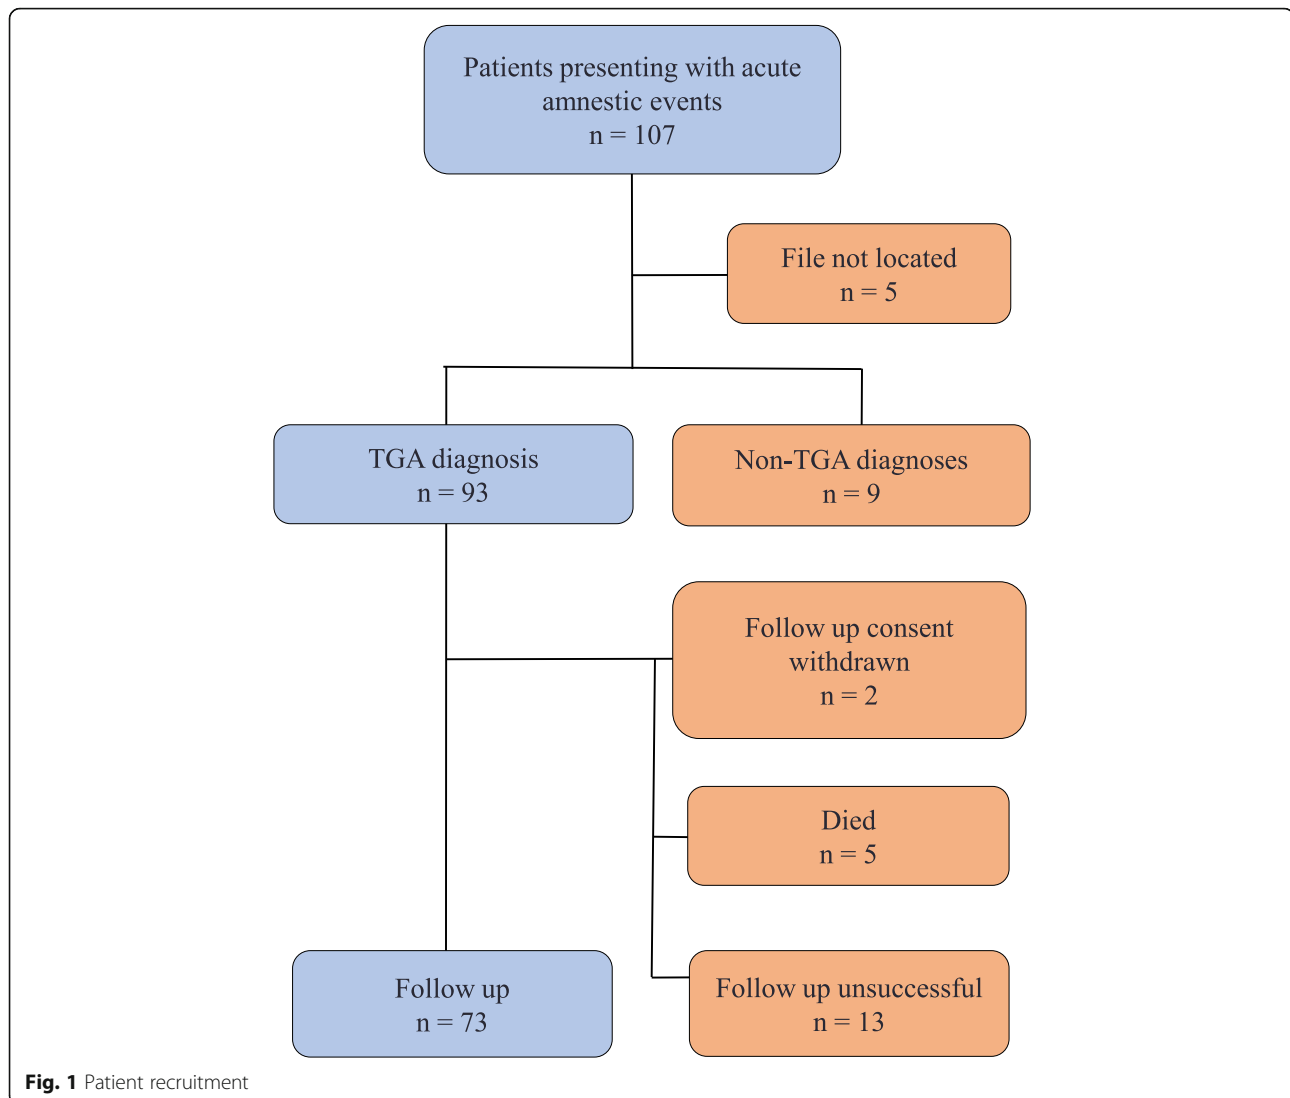 Patients presenting with acute
amnestic events
n = 107
File not located
n = 5
TGA diagnosis
n = 93
Non-TGA diagnoses
n = 9
Follow up consent
withdrawn
n = 2
Died
n = 5
Follow up
n = 73
Follow up unsuccessful
n = 13
Fig. 1 Patient recruitment